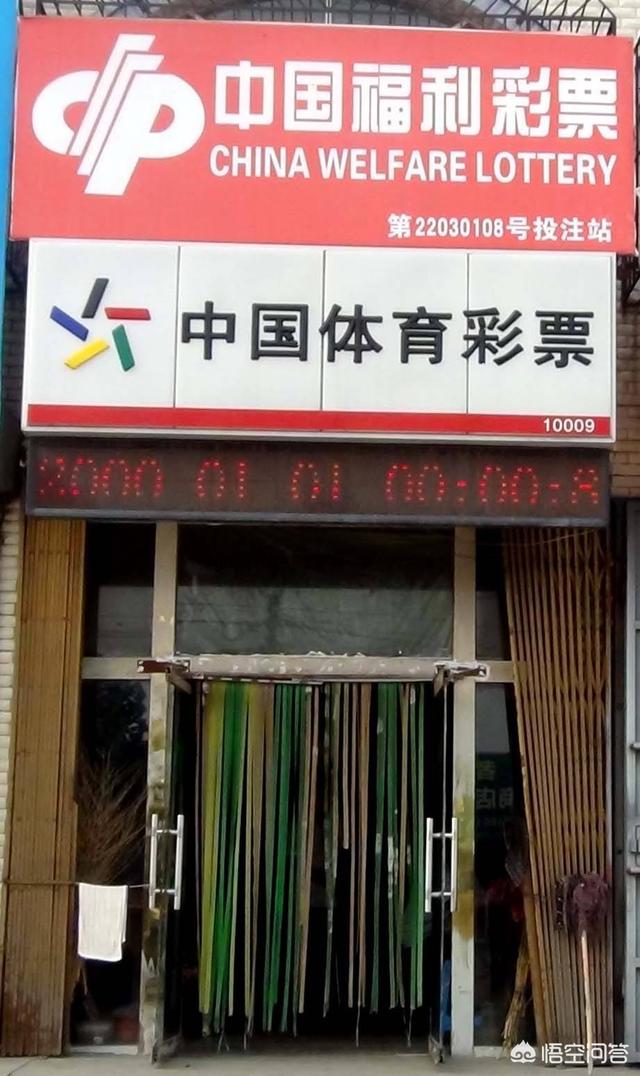 中国福利彩票
CHINA WELFARE LOTTERY
第22030108号投注站
中国体育彩票
10009
2000 01 01 00:00:A
悟空问答